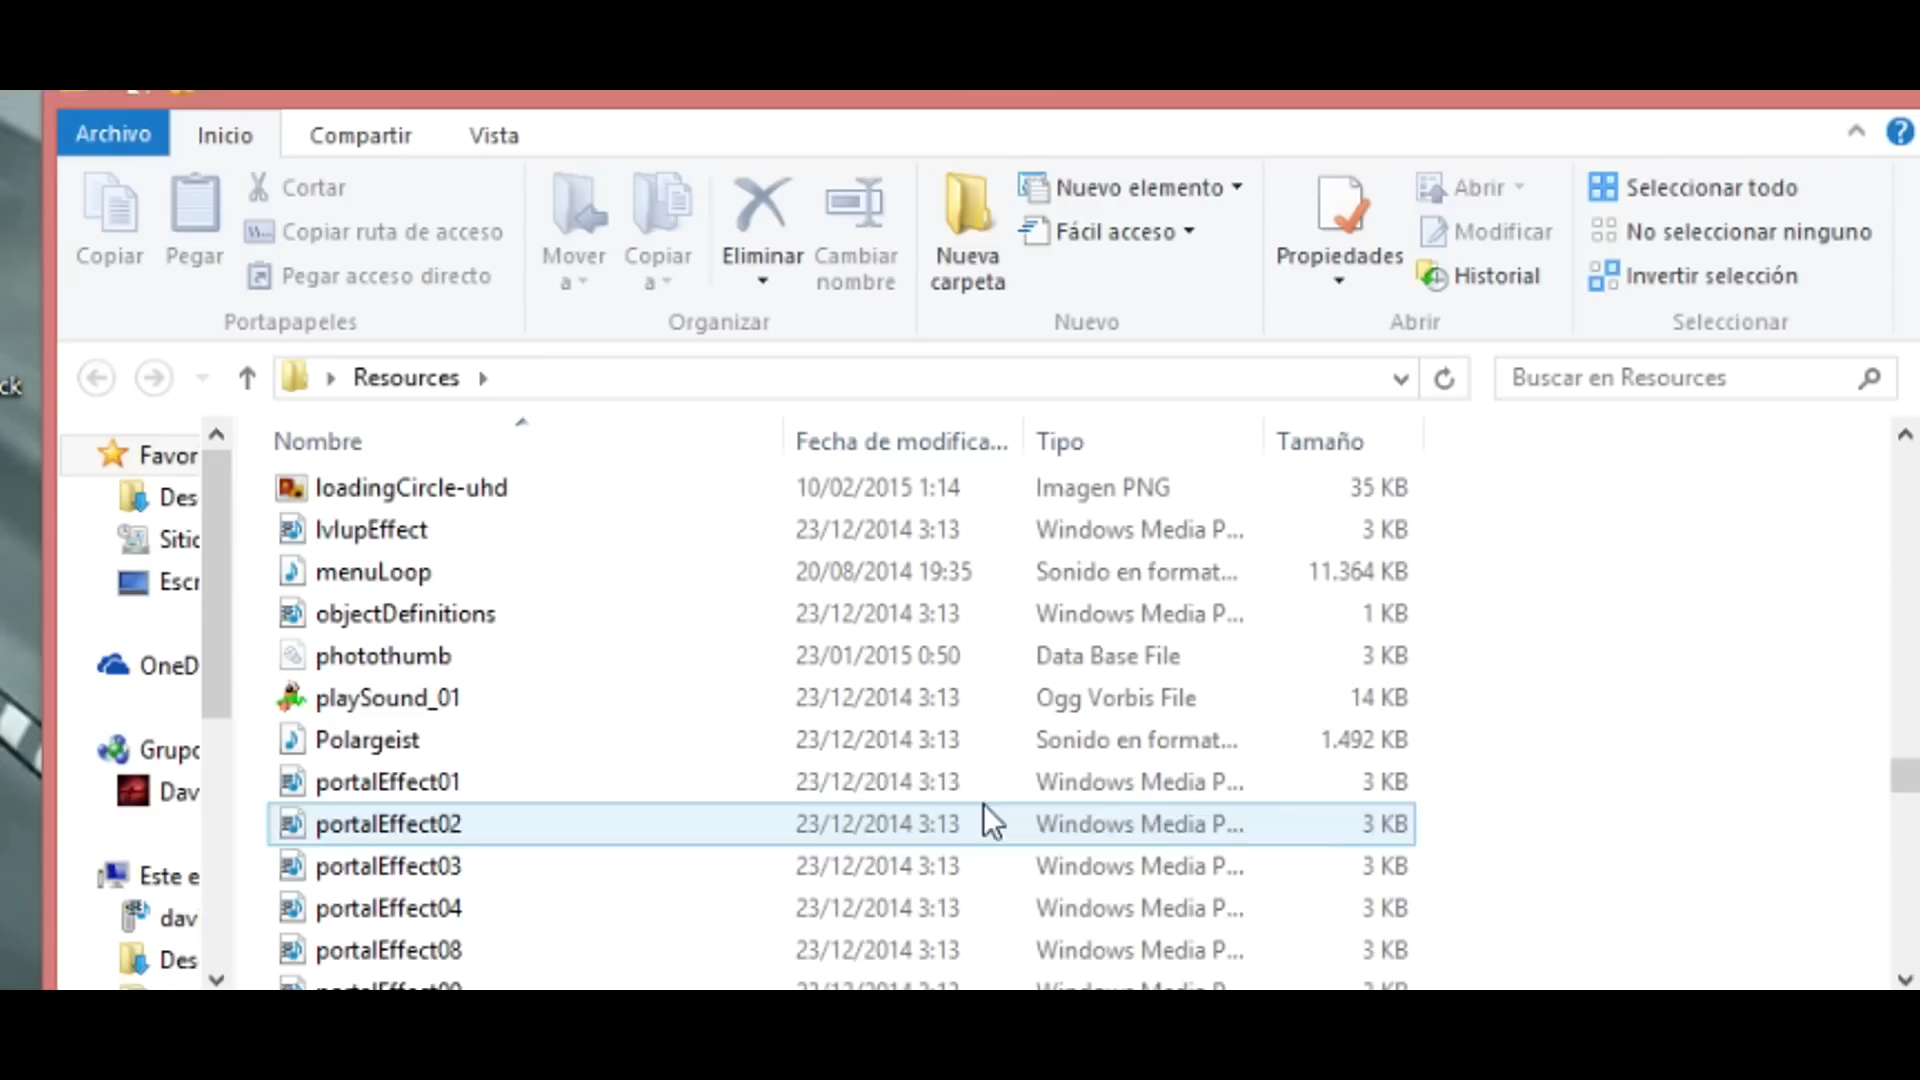 Archivo Inicio Compartir Vista
Copiar Pegar Cortar
Copiar ruta de acceso
Pegar acceso directo
Portapapeles
Mover a Copiar a Eliminar Cambiar nombre
Organizar
Nueva carpeta Nuevo elemento
Fácil acceso
Nuevo
Propiedades Abrir
Modificar
Historial
Abrir
Seleccionar todo
No seleccionar ninguno
Invertir selección
Seleccionar
ck
Resources
Buscar en Resources
Favor
Des
Sitic
Escr
OneD
Grupo
Dav
Este e
dav
Des
Nombre Fecha de modifica... Tipo Tamaño
loadingCircle-uhd 10/02/2015 1:14 Imagen PNG 35 KB
lvlupEffect 23/12/2014 3:13 Windows Media P... 3 KB
menuLoop 20/08/2014 19:35 Sonido en format... 11.364 KB
objectDefinitions 23/12/2014 3:13 Windows Media P... 1 KB
photothumb 23/01/2015 0:50 Data Base File 3 KB
playSound_01 23/12/2014 3:13 Ogg Vorbis File 14 KB
Polargeist 23/12/2014 3:13 Sonido en format... 1.492 KB
portalEffect01 23/12/2014 3:13 Windows Media P... 3 KB
portalEffect02 23/12/2014 3:13 Windows Media P... 3 KB
portalEffect03 23/12/2014 3:13 Windows Media P... 3 KB
portalEffect04 23/12/2014 3:13 Windows Media P... 3 KB
portalEffect08 23/12/2014 3:13 Windows Media P... 3 KB